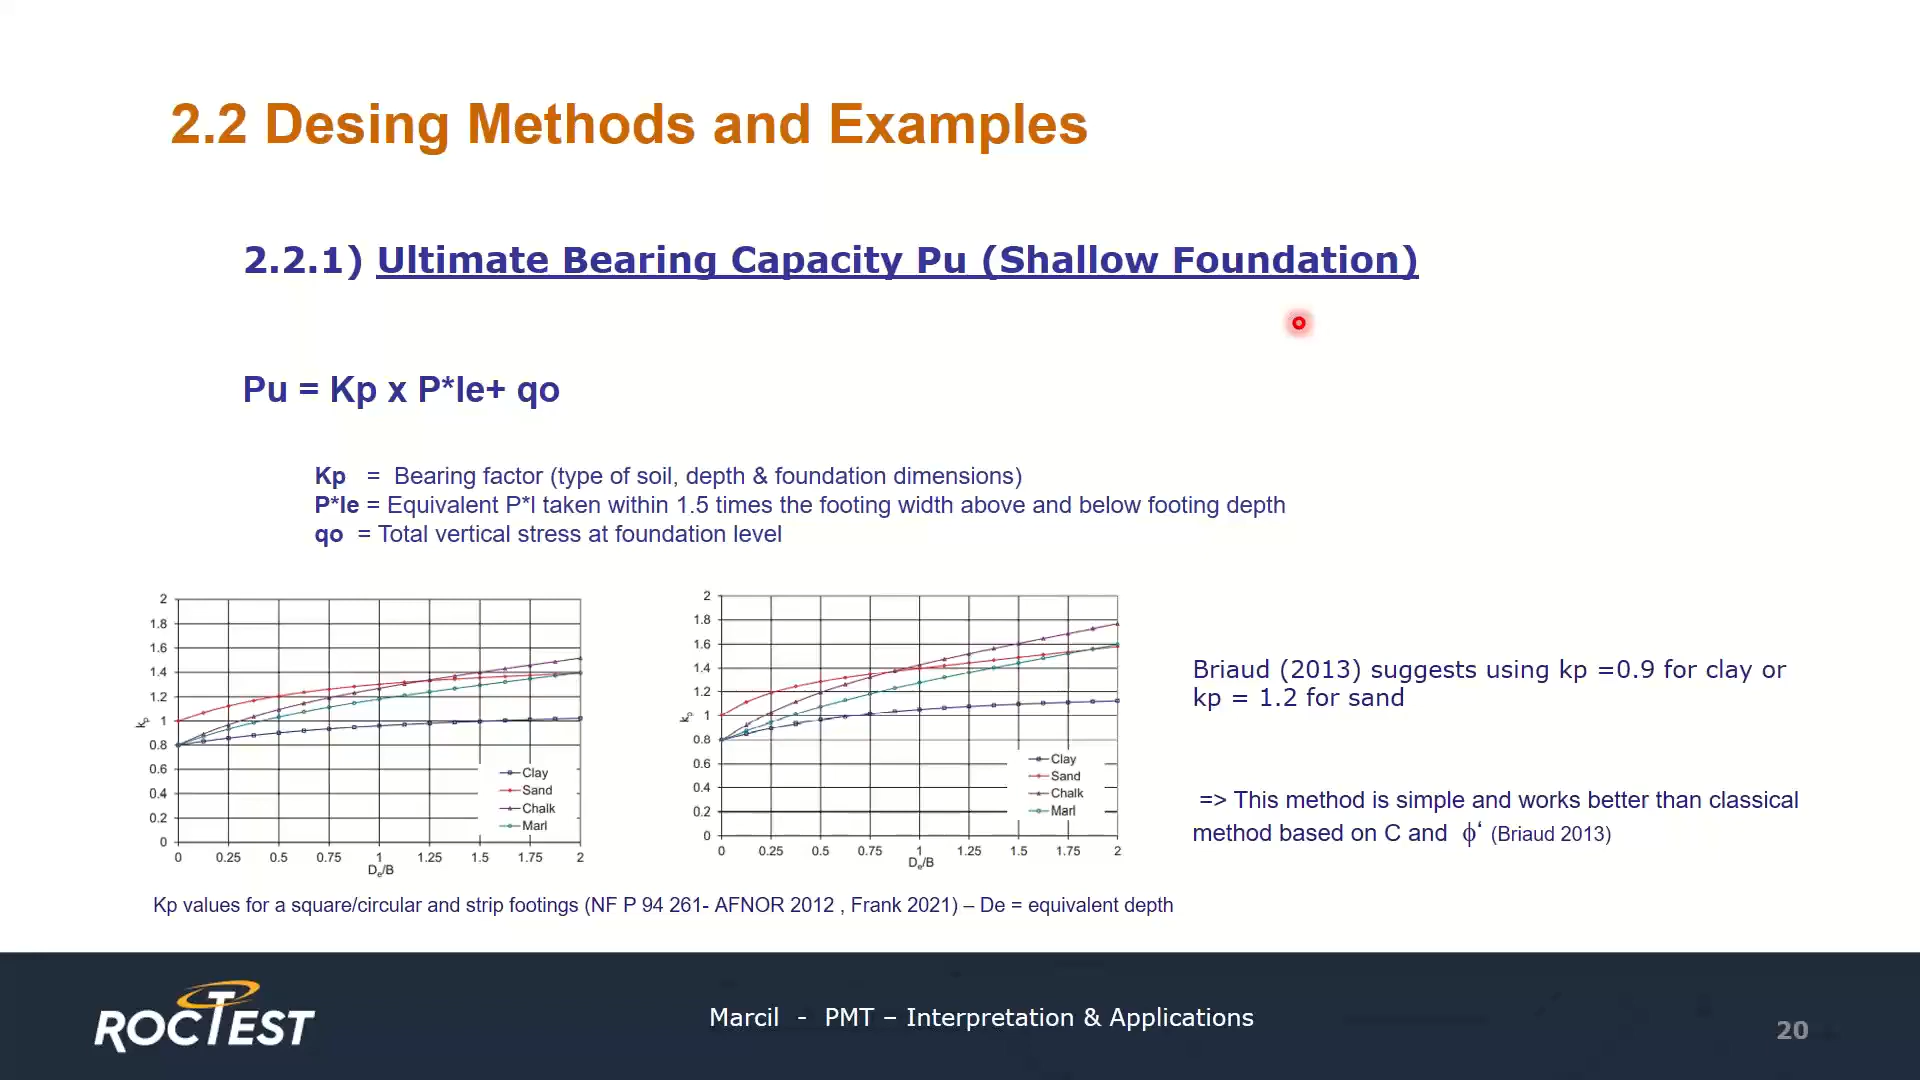 2.2 Desing Methods and Examples
2.2.1) Ultimate Bearing Capacity Pu (Shallow Foundation)
Pu = Kp x P*le+ qo
Kp = Bearing factor (type of soil, depth & foundation dimensions)
P*le = Equivalent P*l taken within 1.5 times the footing width above and below footing depth
qo = Total vertical stress at foundation level
2
1.8
1.6
1.4
1.2
1
0.8
0.6
0.4
0.2
0
kp
Clay
Sand
Chalk
Marl
0 0.25 0.5 0.75 1 1.25 1.5 1.75 2
De/B
2
1.8
1.6
1.4
1.2
1
0.8
0.6
0.4
0.2
0
kp
Clay
Sand
Chalk
Marl
0 0.25 0.5 0.75 1 1.25 1.5 1.75 2
De/B
Briaud (2013) suggests using kp =0.9 for clay or
kp = 1.2 for sand
=> This method is simple and works better than classical
method based on C and ϕ‘ (Briaud 2013)
Kp values for a square/circular and strip footings (NF P 94 261- AFNOR 2012 , Frank 2021) – De = equivalent depth
ROCTEST
Marcil - PMT – Interpretation & Applications
20